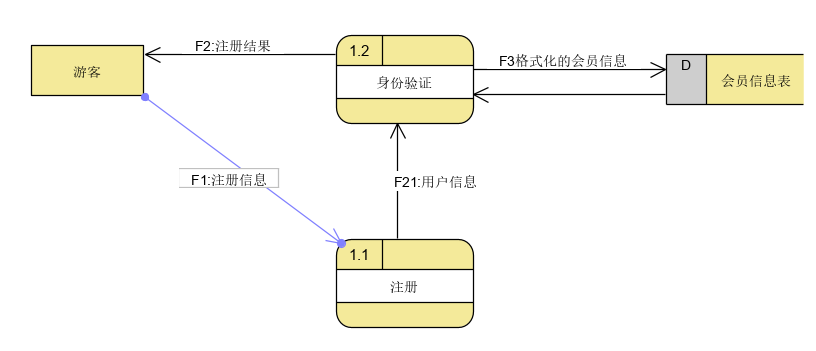 F2:注册结果
1.2
游客
身份验证
F3格式化的会员信息
D
会员信息表
F1:注册信息
F21:用户信息
1.1
注册